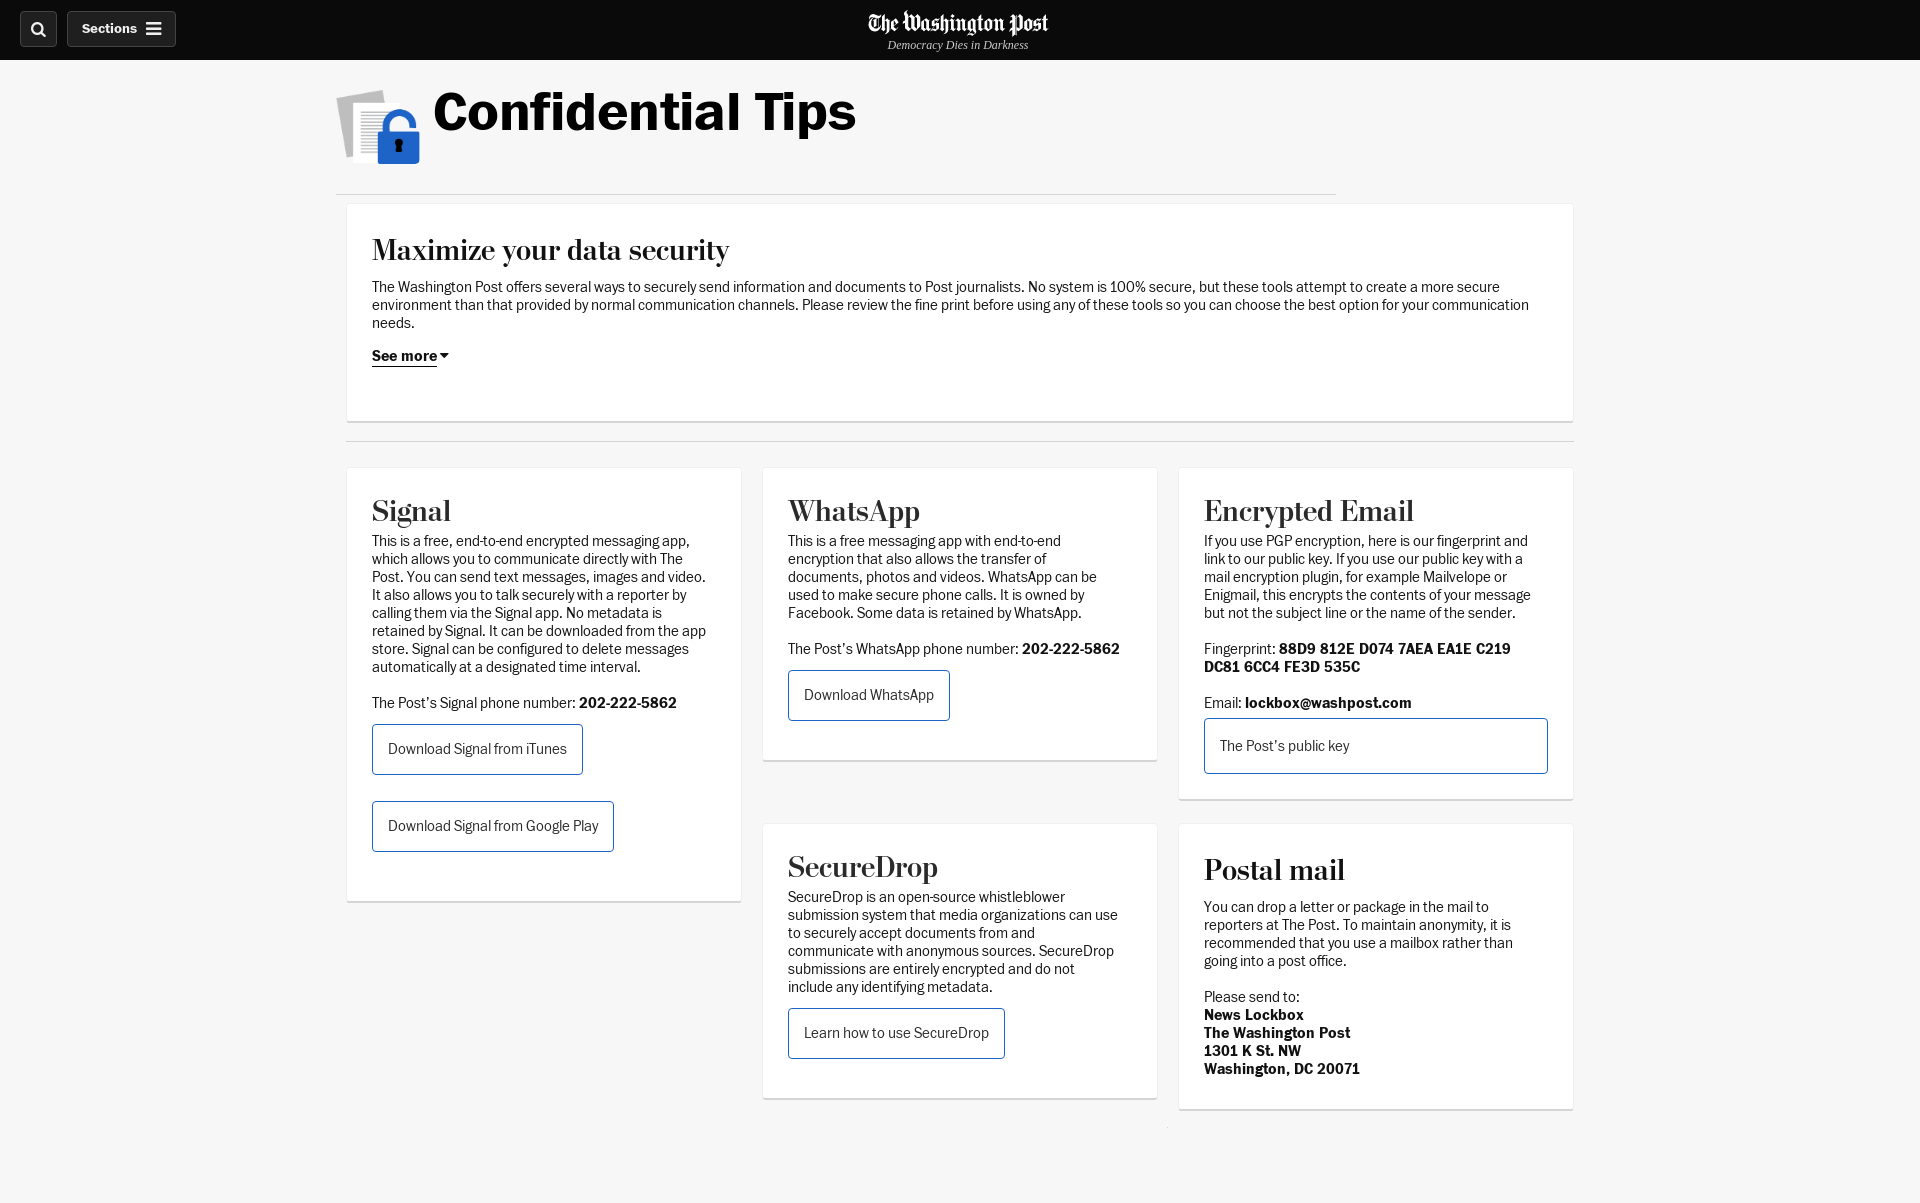 Sections
The Washington Post
Democracy Dies in Darkness
Confidential Tips
Maximize your data security
The Washington Post offers several ways to securely send information and documents to Post journalists. No system is 100% secure, but these tools attempt to create a more secure
environment than that provided by normal communication channels. Please review the fine print before using any of these tools so you can choose the best option for your communication
needs.
See more
Signal
This is a free, end-to-end encrypted messaging app,
which allows you to communicate directly with The
Post. You can send text messages, images and video.
It also allows you to talk securely with a reporter by
calling them via the Signal app. No metadata is
retained by Signal. It can be downloaded from the app
store. Signal can be configured to delete messages
automatically at a designated time interval.
The Post's Signal phone number: 202-222-5862
Download Signal from iTunes
Download Signal from Google Play
WhatsApp
This is a free messaging app with end-to-end
encryption that also allows the transfer of
documents, photos and videos. WhatsApp can be
used to make secure phone calls. It is owned by
Facebook. Some data is retained by WhatsApp.
The Post's WhatsApp phone number: 202-222-5862
Download WhatsApp
Encrypted Email
If you use PGP encryption, here is our fingerprint and
link to our public key. If you use our public key with a
mail encryption plugin, for example Mailvelope or
Enigmail, this encrypts the contents of your message
but not the subject line or the name of the sender.
Fingerprint: 88D9 812E D074 7AEA EA1E C219
DC81 6CC4 FE3D 535C
Email: lockbox@washpost.com
The Post's public key
SecureDrop
SecureDrop is an open-source whistleblower
submission system that media organizations can use
to securely accept documents from and
communicate with anonymous sources. SecureDrop
submissions are entirely encrypted and do not
include any identifying metadata.
Learn how to use SecureDrop
Postal mail
You can drop a letter or package in the mail to
reporters at The Post. To maintain anonymity, it is
recommended that you use a mailbox rather than
going into a post office.
Please send to:
News Lockbox
The Washington Post
1301 K St. NW
Washington, DC 20071